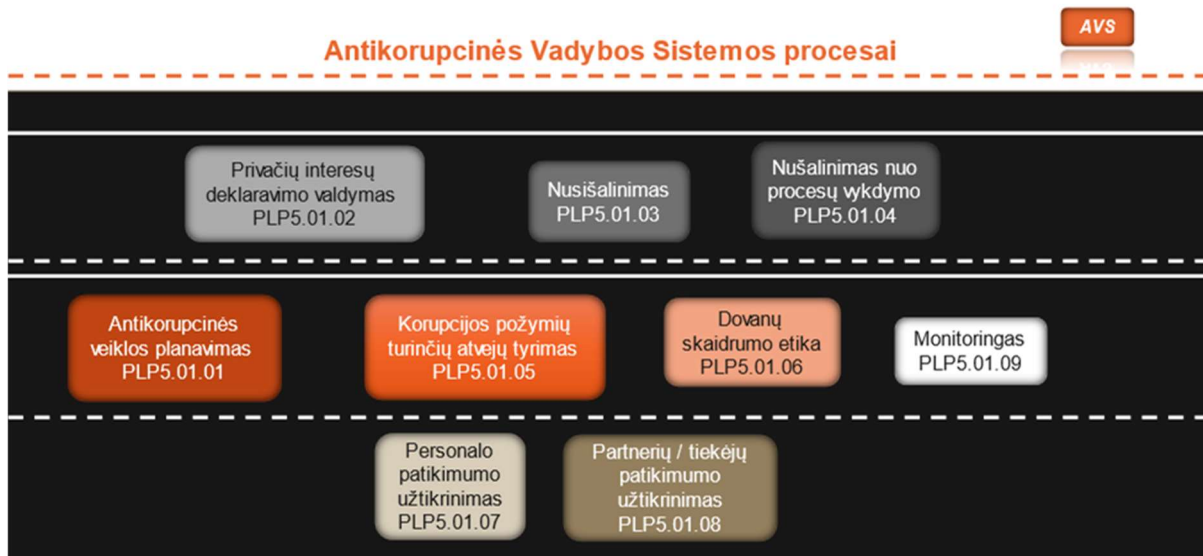 AVS
Antikorupcinės Vadybos Sistemos procesai
Privačių interesų
deklaravimo valdymas
PLP5.01.02
Nusišalinimas
PLP5.01.03
Nušalinimas nuo
procesų vykdymo
PLP5.01.04
Antikorupcinės
veiklos planavimas
PLP5.01.01
Korupcijos požymių
turinčių atvejų tyrimas
PLP5.01.05
Dovanų
skaidrumo etika
PLP5.01.06
Monitoringas
PLP5.01.09
Personalo
patikimumo
užtikrinimas
PLP5.01.07
Partnerių / tiekėjų
patikimumo
užtikrinimas
PLP5.01.08